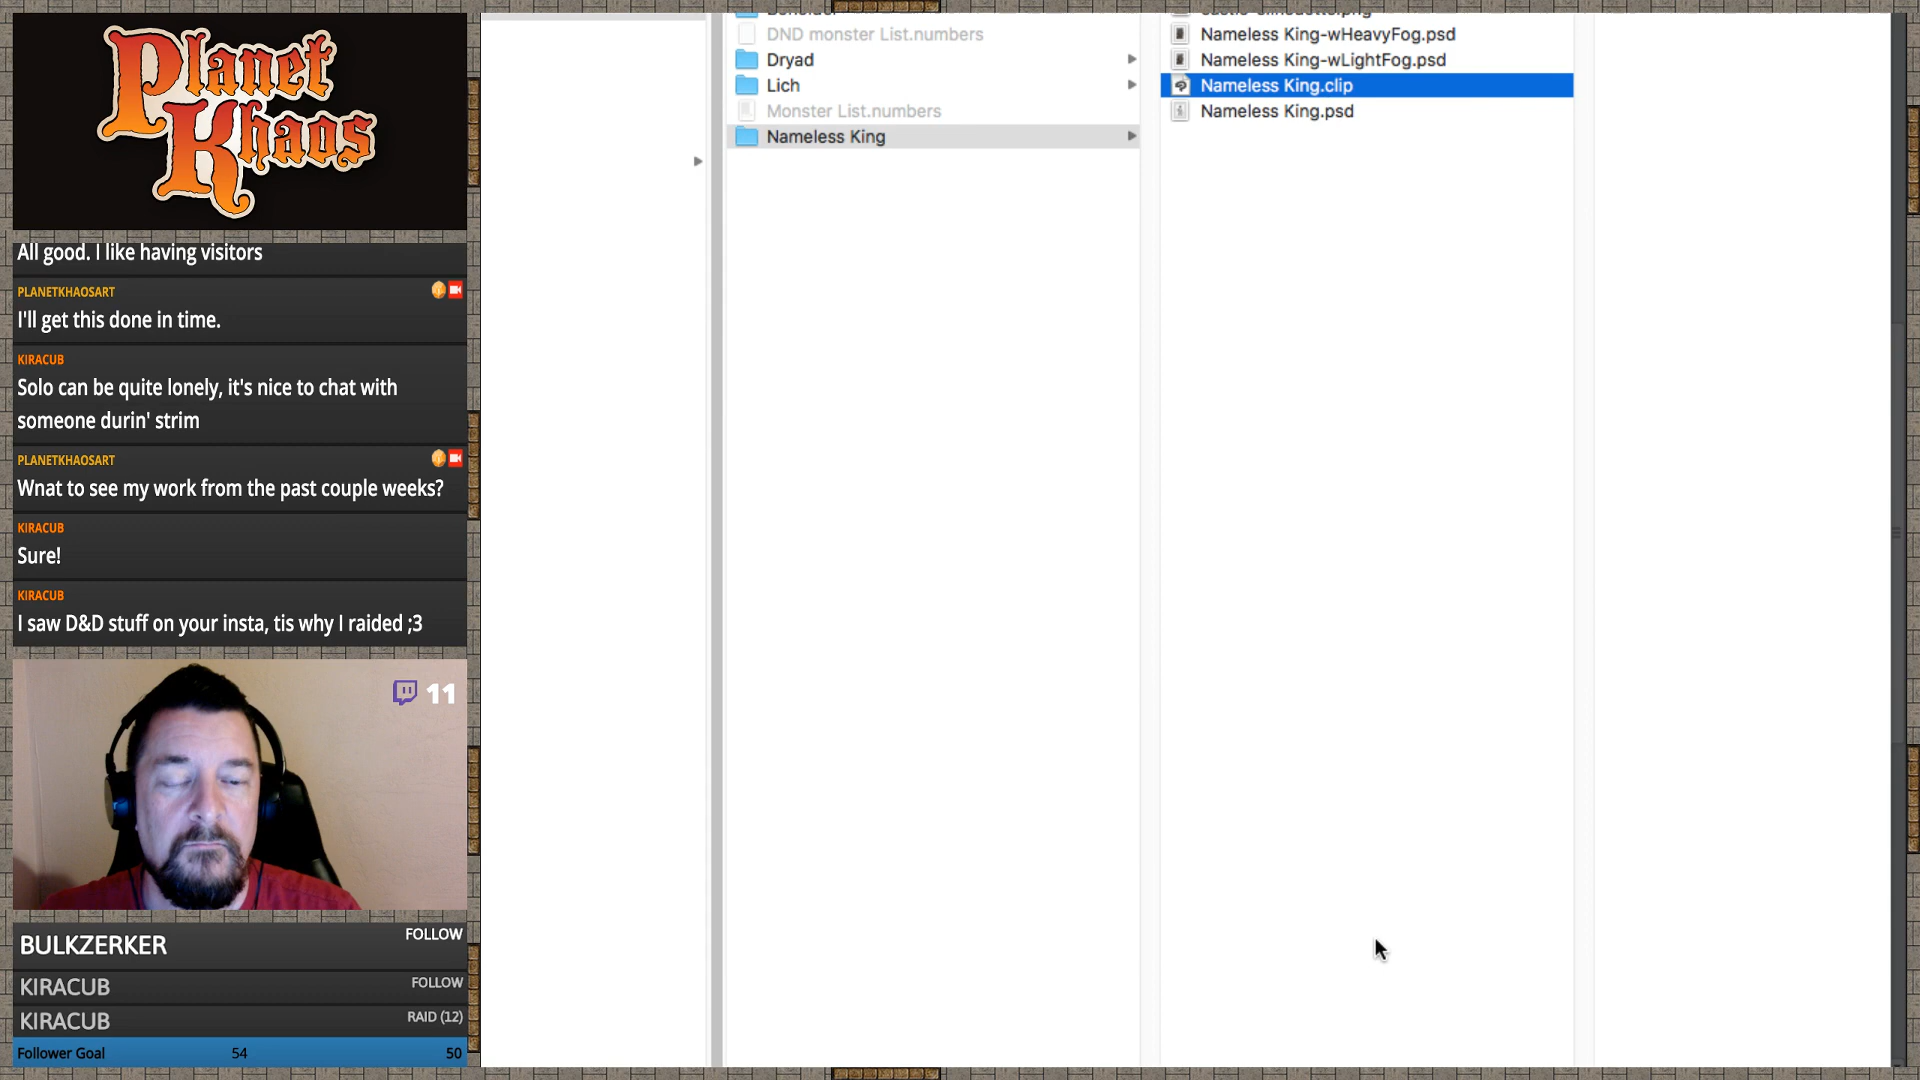 Planet
Khaos
All good. I like having visitors
PLANETKHAOSART
I'll get this done in time.
KIRACUB
Solo can be quite lonely, it's nice to chat with
someone durin' strim
PLANETKHAOSART
Wnat to see my work from the past couple weeks?
KIRACUB
Sure!
KIRACUB
I saw D&D stuff on your insta, tis why I raided ;3
11
BULKZERKER FOLLOW
KIRACUB FOLLOW
KIRACUB RAID (12)
Follower Goal 54 50
DND monster List.numbers
Dryad
Lich
Monster List.numbers
Nameless King
Nameless King-wHeavyFog.psd
Nameless King-wLightFog.psd
Nameless King.clip
Nameless King.psd